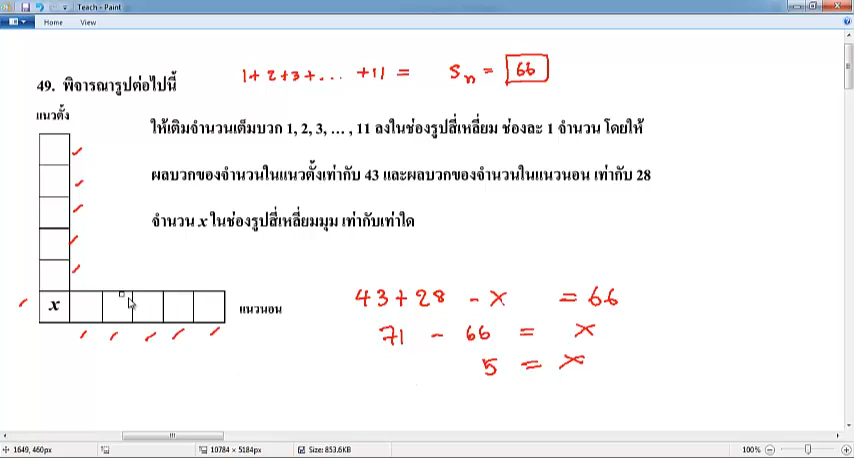 Teach - Paint
Home View
1+2+3+... +11 = Sn = 66
49. พิจารณารูปต่อไปนี้
แนวตั้ง
ให้เติมจำนวนเต็มบวก 1, 2, 3, ... , 11 ลงในช่องรูปสี่เหลี่ยม ช่องละ 1 จำนวน โดยให้
ผลบวกของจำนวนในแนวตั้งเท่ากับ 43 และผลบวกของจำนวนในแนวนอน เท่ากับ 28
จำนวน x ในช่องรูปสี่เหลี่ยมมุม เท่ากับเท่าใด
x
แนวนอน
43+28 - x = 66
71 - 66 = x
5 = x
1649, 460px
10784 × 5184px
Size: 853.6KB
100%